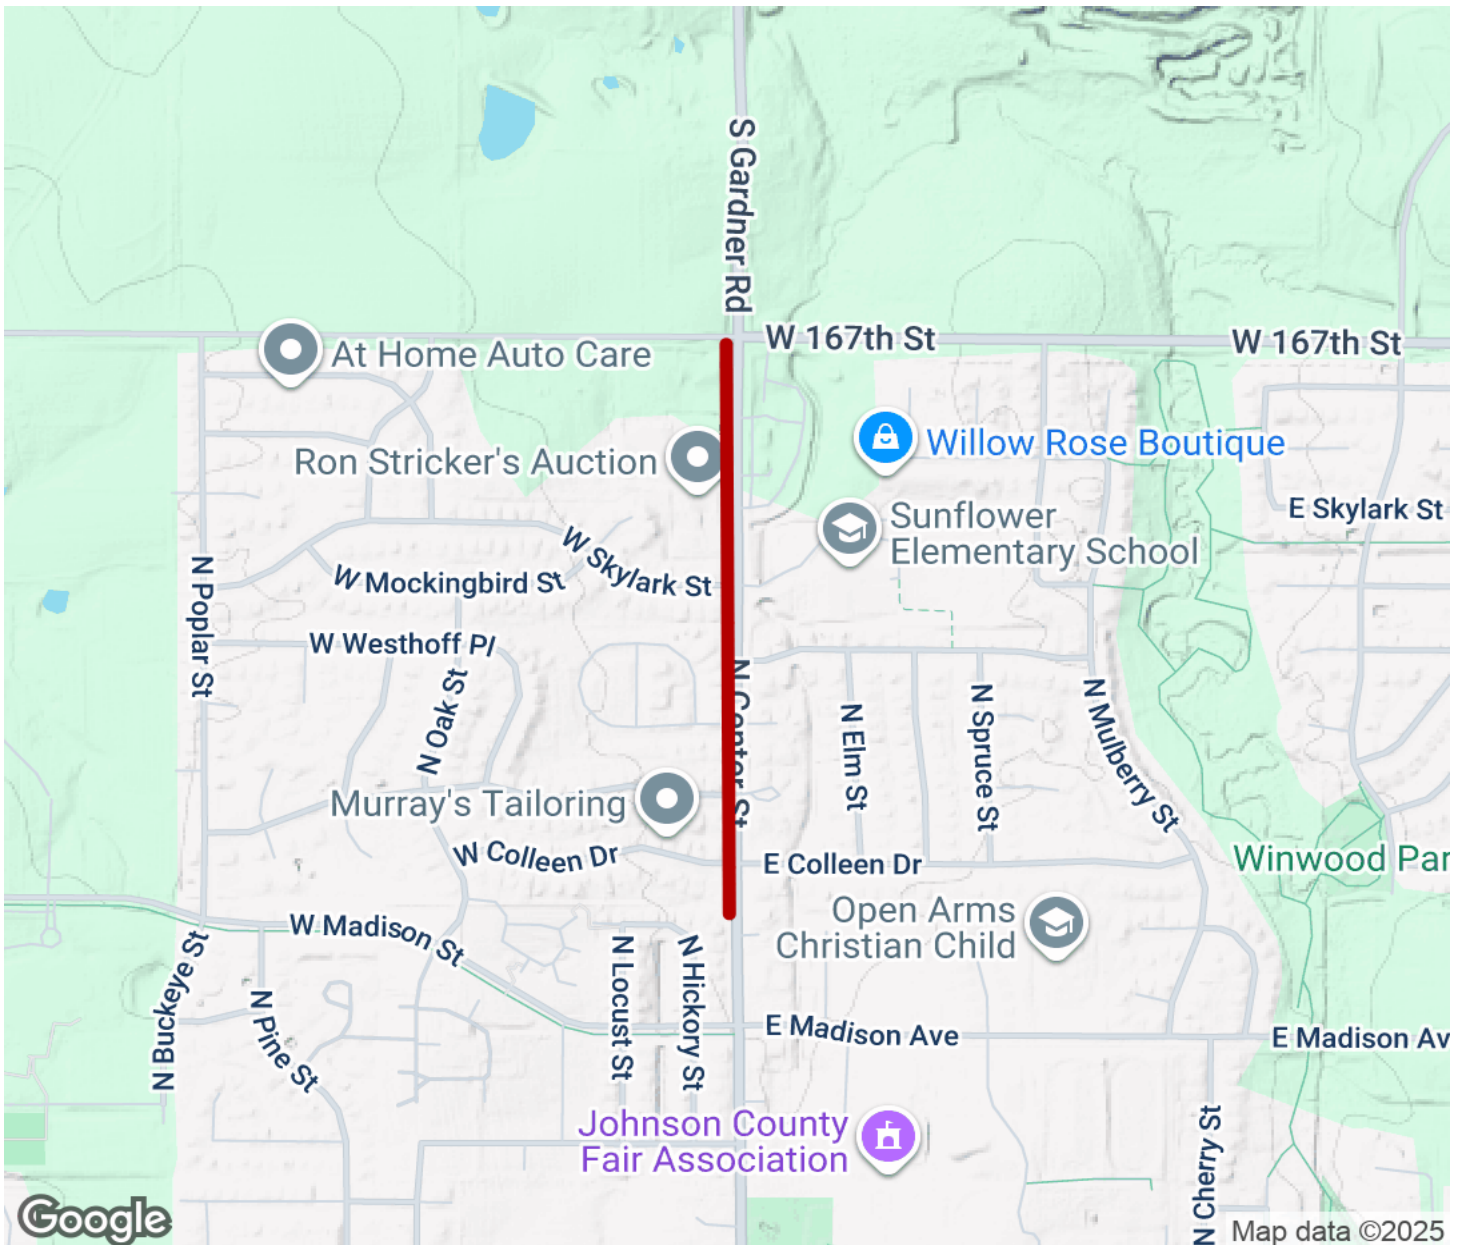 S Gardner Rd
W 167th St
W 167th St
At Home Auto Care
Willow Rose Boutique
Ron Stricker's Auction
E Skylark St
Sunflower
Elementary School
W Skylark St
W Mockingbird St
N Poplar St
W Westhoff Pl
N Oak St
N Center St
N Elm St
N Spruce St
N Mulberry St
Murray's Tailoring
W Colleen Dr
E Colleen Dr
Winwood Par
Open Arms
Christian Child
W Madison St
N Buckeye St
N Pine St
N Locust St
N Hickory St
E Madison Ave
E Madison Av
Johnson County
Fair Association
N Cherry St
Google
Map data ©2025